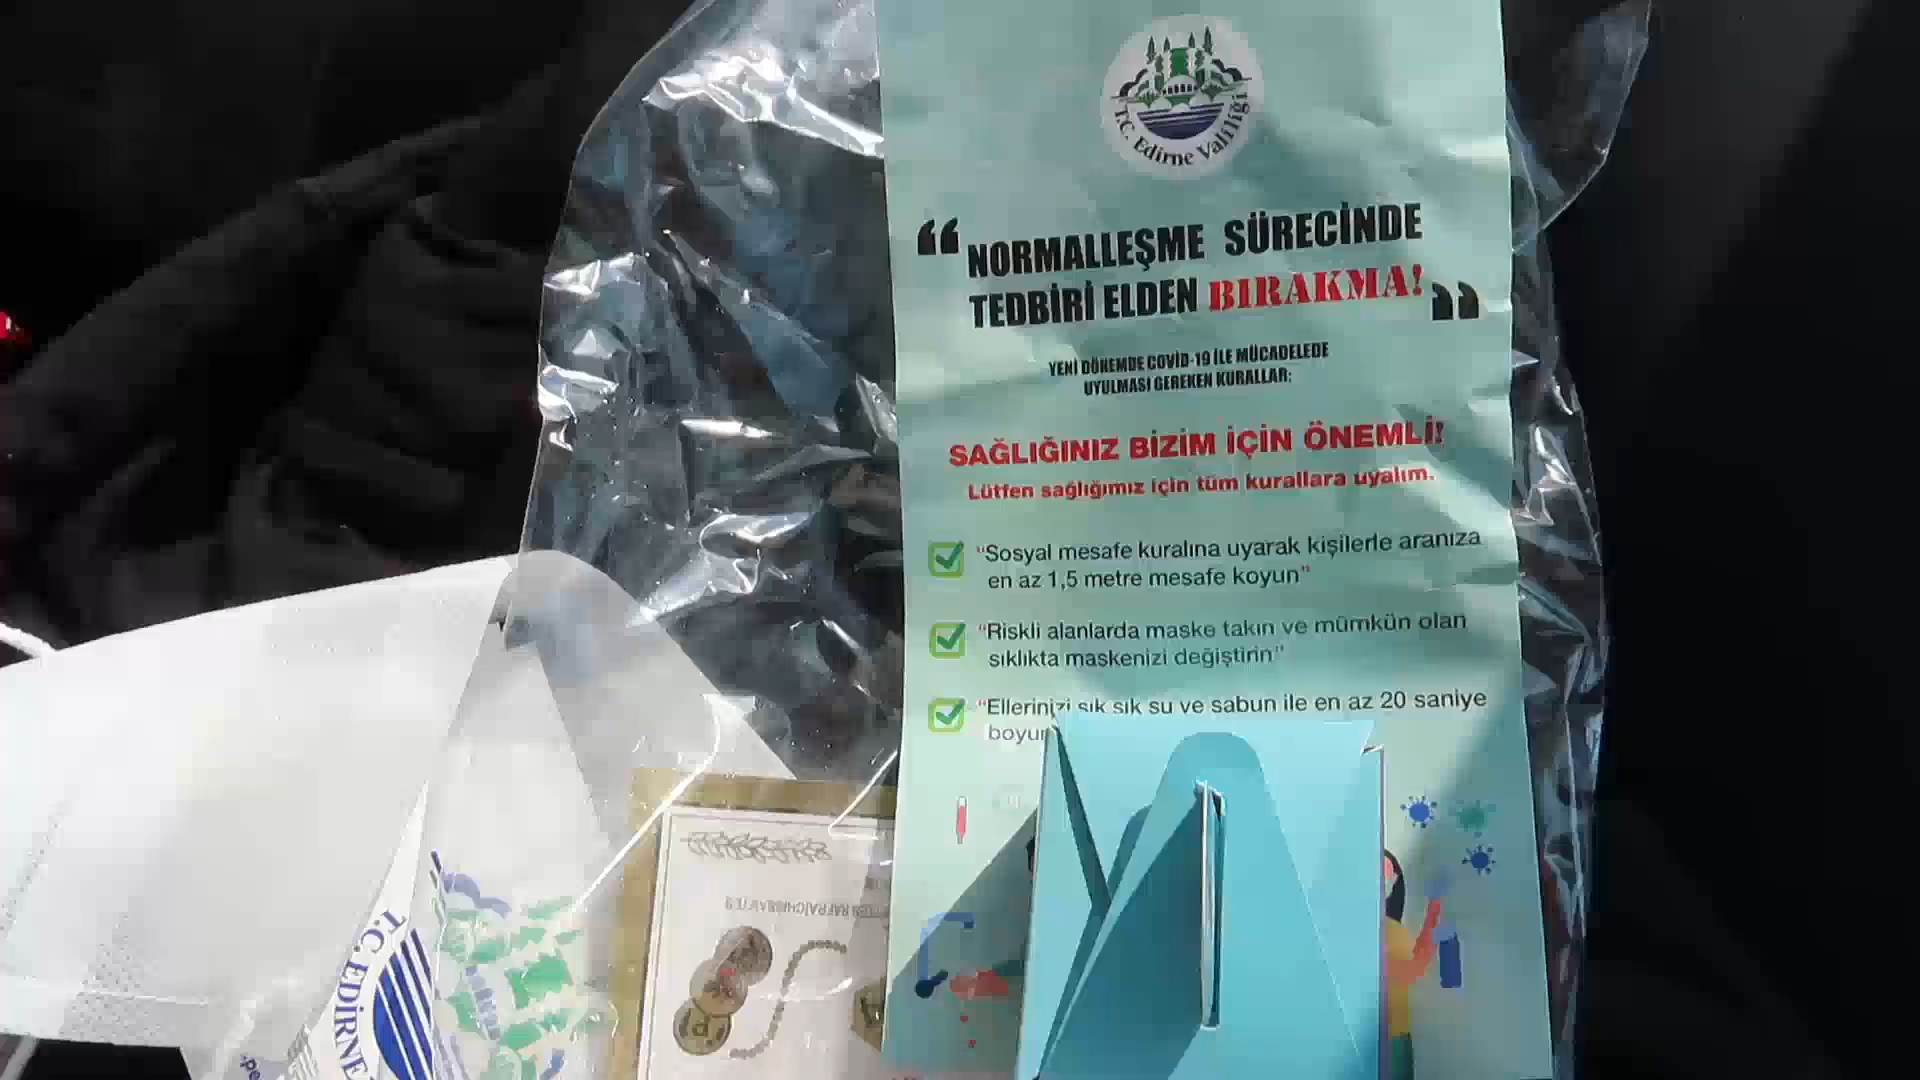 T.C. Edirne Valiliği
"NORMALLEŞME SÜRECİNDE
TEDBİRİ ELDEN BIRAKMA!"
YENİ DÖNEMDE COVİD-19 İLE MÜCADELEDE
UYULMASI GEREKEN KURALLAR;
SAĞLIĞINIZ BİZİM İÇİN ÖNEMLİ!
Lütfen sağlığımız için tüm kurallara uyalım.
"Sosyal mesafe kuralına uyarak kişilerle aranıza
en az 1,5 metre mesafe koyun"
"Riskli alanlarda maske takın ve mümkün olan
sıklıkta maskenizi değiştirin"
"Ellerinizi sık sık su ve sabun ile en az 20 saniye
boyun
T.C. EDİRNE